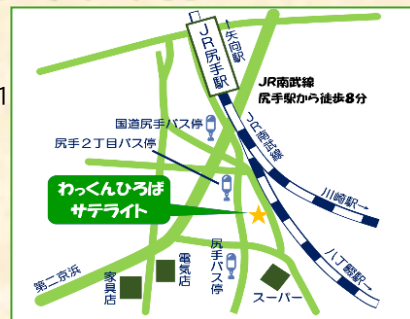 1
JR尻手駅
←矢向駅
JR南武線
尻手駅から徒歩8分
国道尻手バス停
尻手2丁目バス停
JR南武線
わっくんひろば
サテライト
川崎駅→
八丁畷駅→
第二京浜
家具店
電気店
尻手バス停
スーパー